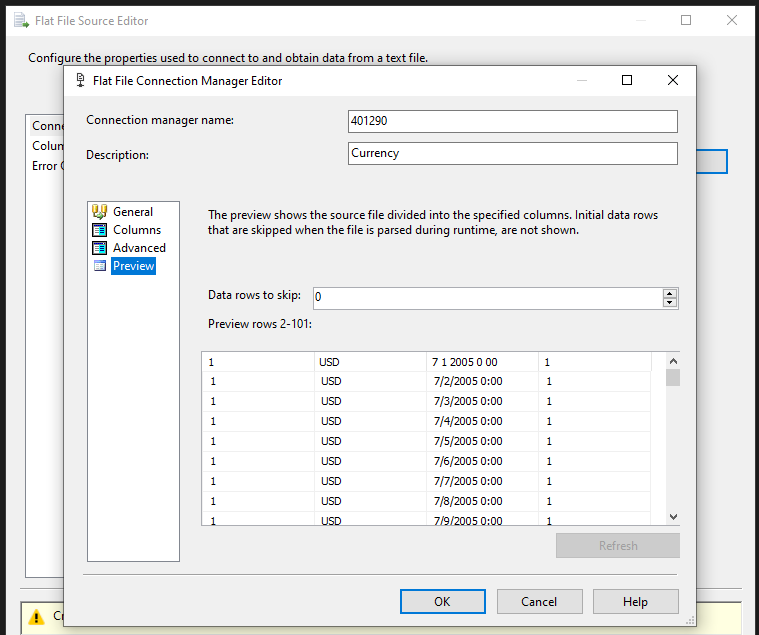 Flat File Source Editor
Configure the properties used to connect to and obtain data from a text file.
Flat File Connection Manager Editor
Connection manager name:
401290
Description:
Currency
General
Columns
Advanced
Preview
The preview shows the source file divided into the specified columns. Initial data rows
that are skipped when the file is parsed during runtime, are not shown.
Data rows to skip:
0
Preview rows 2-101:
1 USD 7 1 2005 0 00 1
1 USD 7/2/2005 0:00 1
1 USD 7/3/2005 0:00 1
1 USD 7/4/2005 0:00 1
1 USD 7/5/2005 0:00 1
1 USD 7/6/2005 0:00 1
1 USD 7/7/2005 0:00 1
1 USD 7/8/2005 0:00 1
1 USD 7/9/2005 0:00 1
Refresh
OK
Cancel
Help